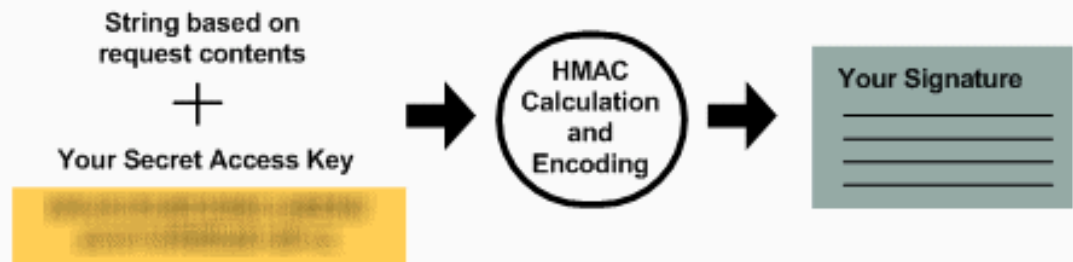 String based on
request contents
+
Your Secret Access Key
HMAC
Calculation
and
Encoding
Your Signature